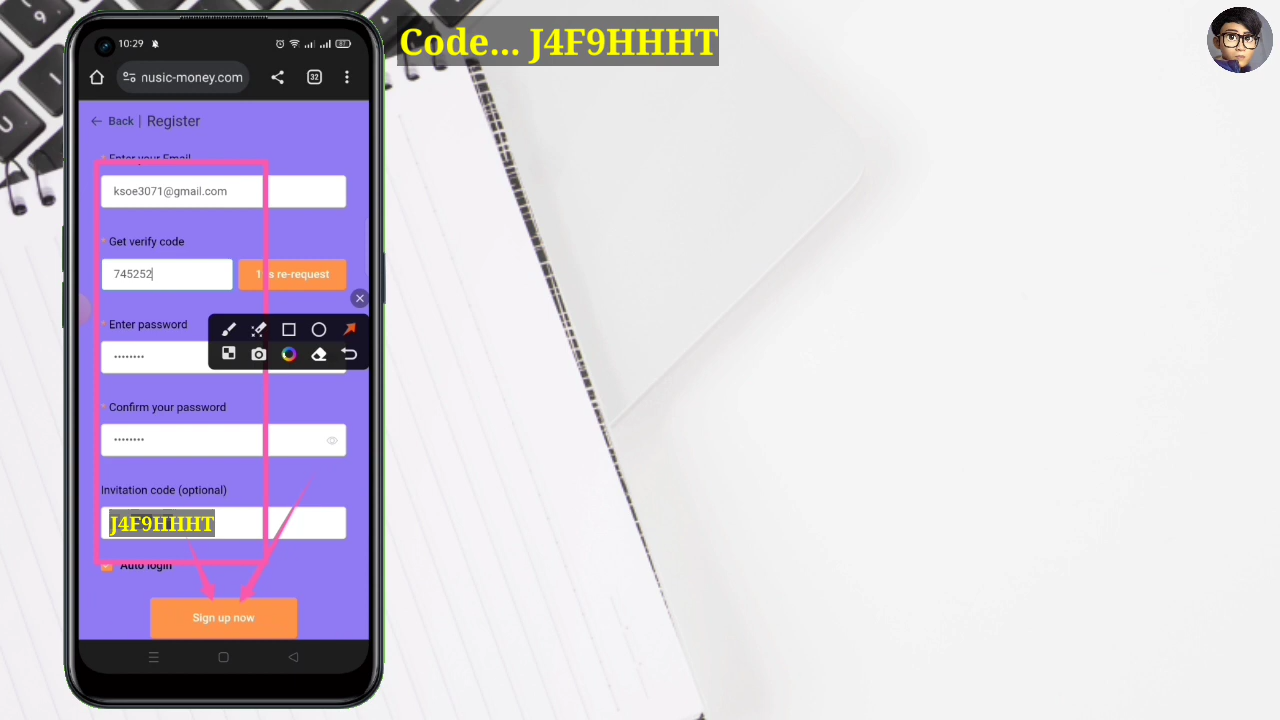 Code... J4F9HHHT
10:29
87
nusic-money.com
32
Back | Register
* Enter your Email
ksoe3071@gmail.com
* Get verify code
745252
s re-request
* Enter password
••••••••
* Confirm your password
••••••••
Invitation code (optional)
J4F9HHHT
Auto login
Sign up now